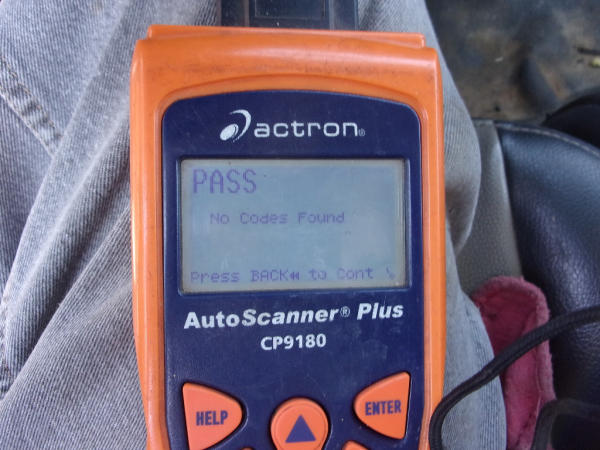 actron®
PASS
No Codes Found
Press BACK◀◀ to Cont
AutoScanner® Plus
CP9180
HELP
ENTER